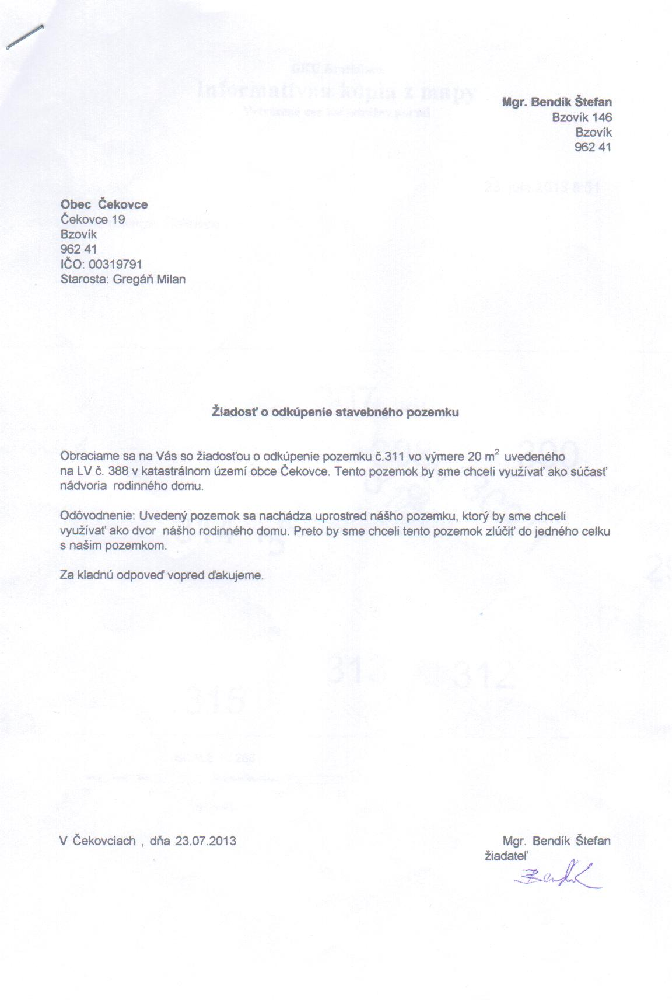 Mgr. Bendík Štefan
Bzovík 146
Bzovík
962 41
Obec Čekovce
Čekovce 19
Bzovík
962 41
IČO: 00319791
Starosta: Gregáň Milan
Žiadosť o odkúpenie stavebného pozemku
Obraciame sa na Vás so žiadosťou o odkúpenie pozemku č.311 vo výmere 20 m² uvedeného
na LV č. 388 v katastrálnom území obce Čekovce. Tento pozemok by sme chceli využívať ako súčasť
nádvoria rodinného domu.
Odôvodnenie: Uvedený pozemok sa nachádza uprostred nášho pozemku, ktorý by sme chceli
využívať ako dvor nášho rodinného domu. Preto by sme chceli tento pozemok zlúčiť do jedného celku
s našim pozemkom.
Za kladnú odpoveď vopred ďakujeme.
313 312
316
V Čekovciach , dňa 23.07.2013
Mgr. Bendík Štefan
žiadateľ
Bendík